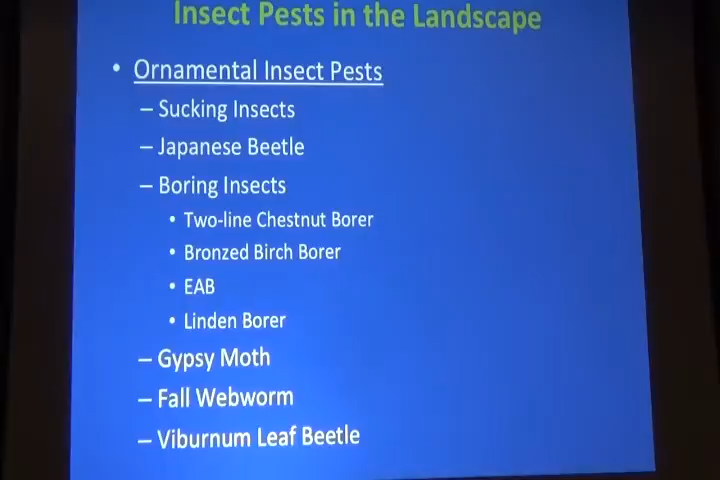 Insect Pests in the Landscape
• Ornamental Insect Pests
– Sucking Insects
– Japanese Beetle
– Boring Insects
• Two-line Chestnut Borer
• Bronzed Birch Borer
• EAB
• Linden Borer
– Gypsy Moth
– Fall Webworm
– Viburnum Leaf Beetle